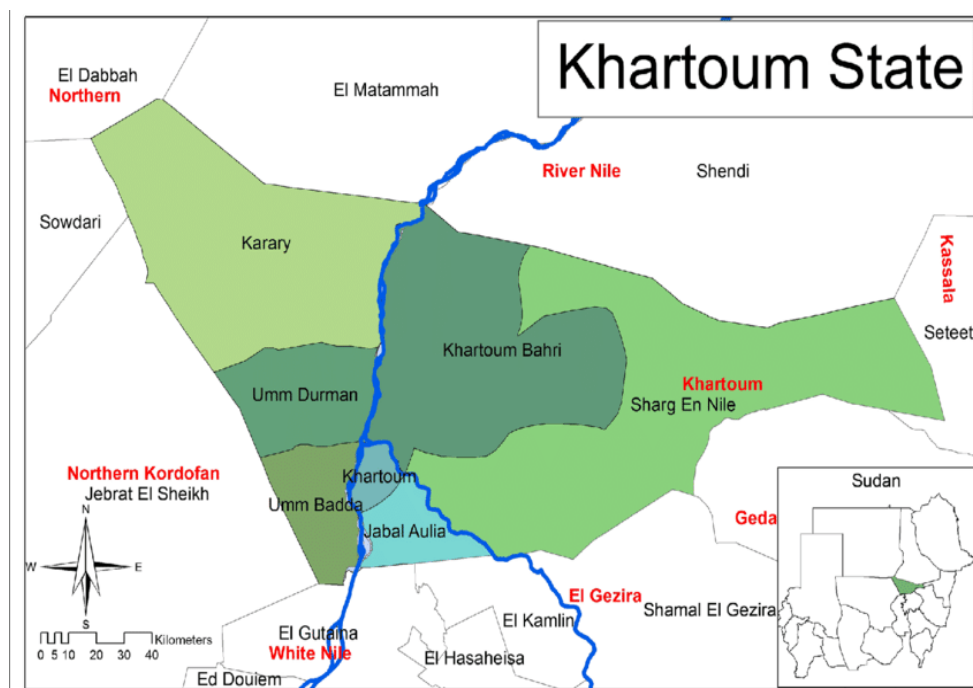 Khartoum State
El Dabbah
Northern
El Matammah
River Nile
Shendi
Sowdari
Karary
Kassala
Seteet
Khartoum Bahri
Umm Durman
Khartoum
Sharg En Nile
Northern Kordofan
Jebrat El Sheikh
Khartoum
Umm Badda
Jabal Aulia
Sudan
Geda
N
W
E
S
El Gezira
Shamal El Gezira
El Kamlin
El Gutaina
White Nile
El Hasaheisa
Ed Douiem
Kilometers
0 5 10 20 30 40